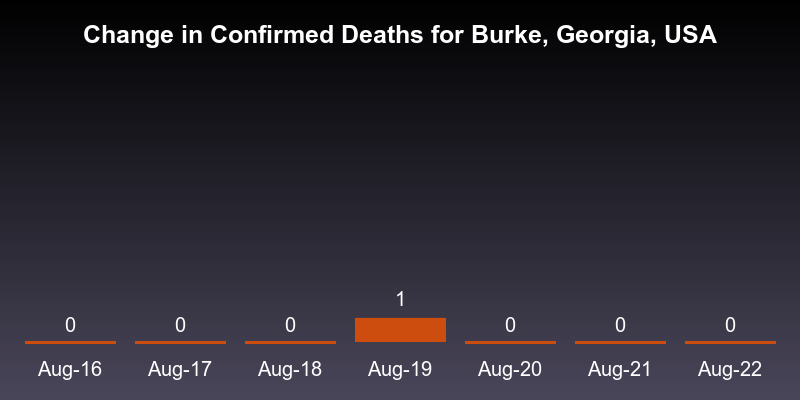 Change in Confirmed Deaths for Burke, Georgia, USA
1
0 0 0 0 0 0
Aug-16 Aug-17 Aug-18 Aug-19 Aug-20 Aug-21 Aug-22